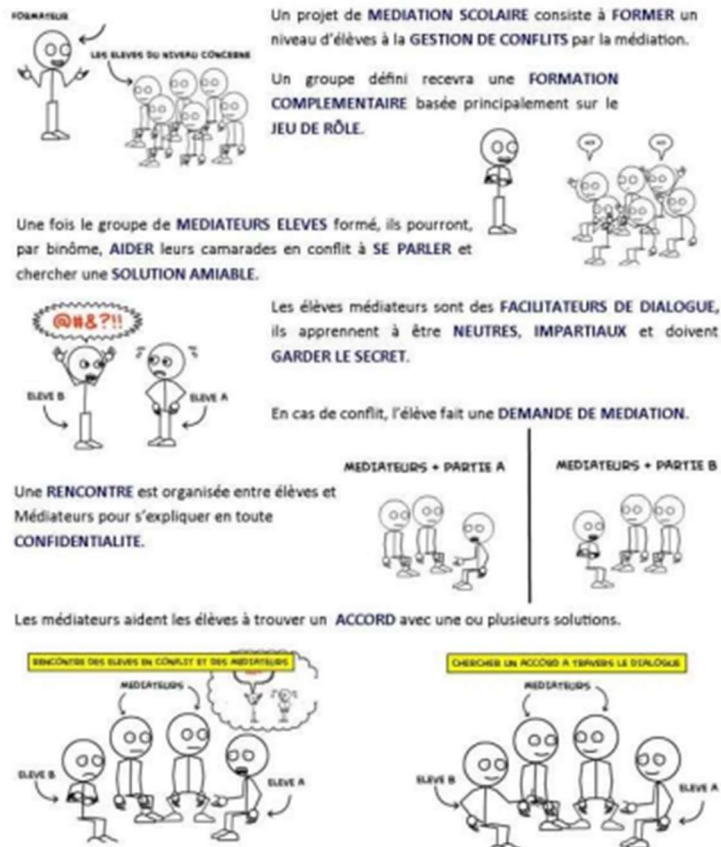 FORMATEUR
LES ELEVES DU NIVEAU CONCERNE
Un projet de MEDIATION SCOLAIRE consiste à FORMER un
niveau d'élèves à la GESTION DE CONFLITS par la médiation.
Un groupe défini recevra une FORMATION
COMPLEMENTAIRE basée principalement sur le
JEU DE RÔLE.
Une fois le groupe de MEDIATEURS ELEVES formé, ils pourront,
par binôme, AIDER leurs camarades en conflit à SE PARLER et
chercher une SOLUTION AMIABLE.
@#&?!!
ELEVE B
ELEVE A
Les élèves médiateurs sont des FACILITATEURS DE DIALOGUE,
ils apprennent à être NEUTRES, IMPARTIAUX et doivent
GARDER LE SECRET.
En cas de conflit, l'élève fait une DEMANDE DE MEDIATION.
Une RENCONTRE est organisée entre élèves et
Médiateurs pour s'expliquer en toute
CONFIDENTIALITE.
MEDIATEURS + PARTIE A
MEDIATEURS + PARTIE B
Les médiateurs aident les élèves à trouver un ACCORD avec une ou plusieurs solutions.
RENCONTRE DES ELEVES EN CONFLIT ET DES MEDIATEURS
MEDIATEURS
ELEVE B
ELEVE A
CHERCHER UN ACCORD A TRAVERS LE DIALOGUE
MEDIATEURS
ELEVE B
ELEVE A